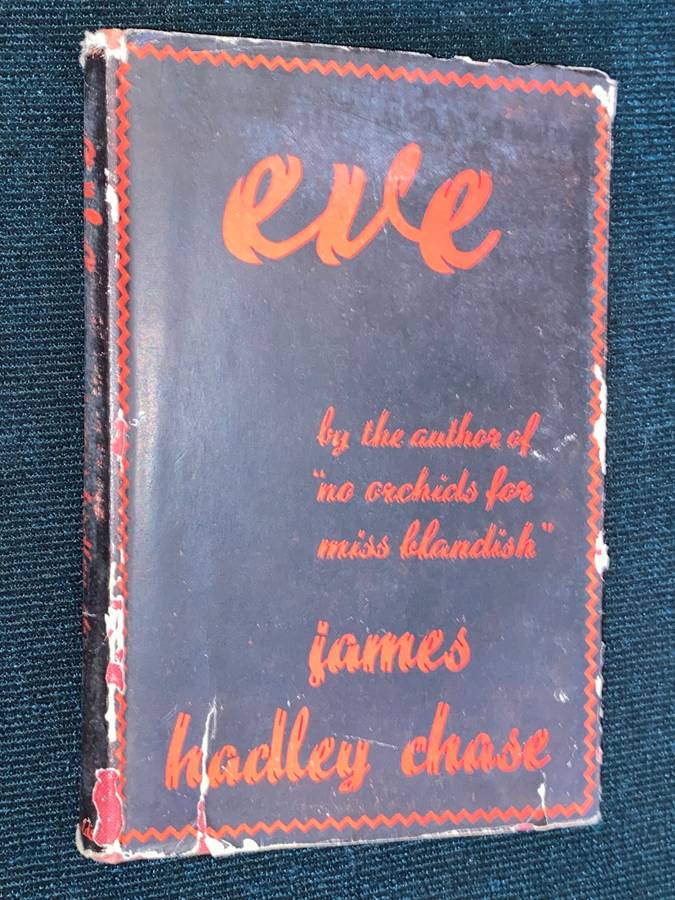 eve
by the author of
"no orchids for
miss blandish"
james
hadley chase